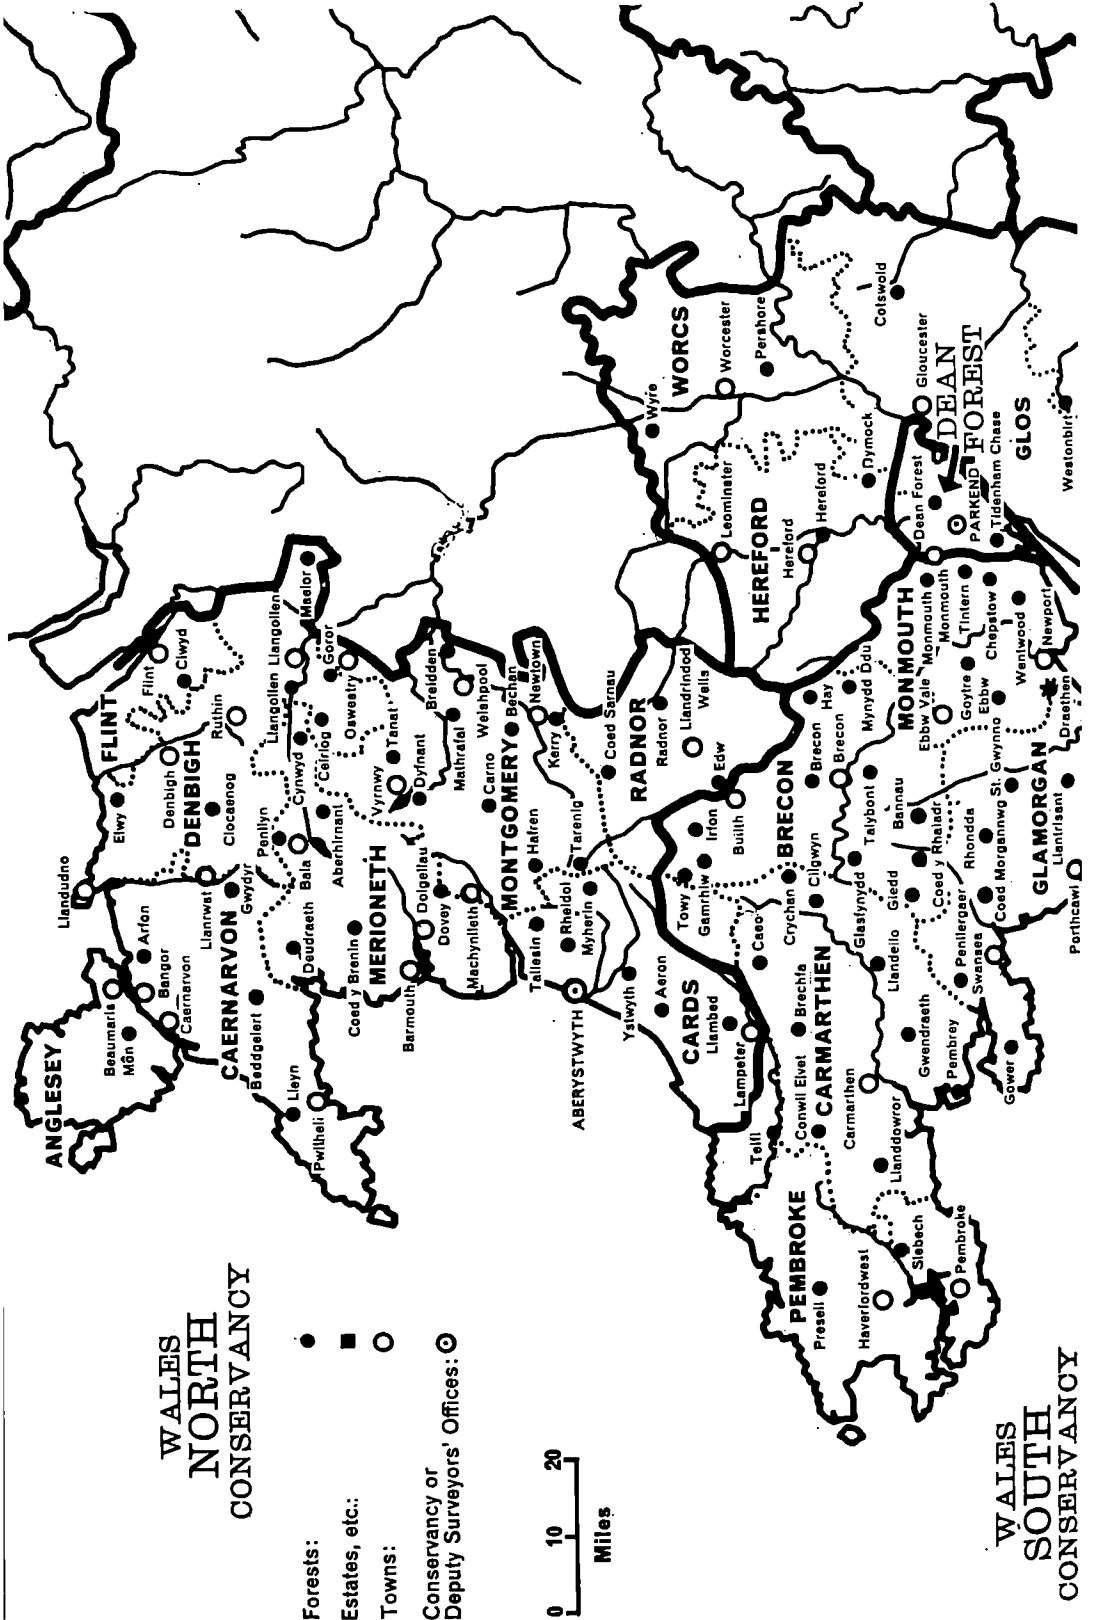 WALES
NORTH
CONSERVANCY
Forests:
Estates, etc.:
Towns:
Conservancy or
Deputy Surveyors' Offices:
0 10 20
Miles
WALES
SOUTH
CONSERVANCY
ANGLESEY
Beaumaris
Môn
Llandudno
Arfon
Bangor
Caernarvon
CAERNARVON
Llanrwst
Gwydyr
Beddgelert
Lleyn
Pwllheli
FLINT
Flint
Clwyd
Elwy
Denbigh
DENBIGH
Ruthin
Clocaenog
Maelor
Llangollen
Llangollen
Goror
Oswestry
Ceiriog
Cynwyd
Penllyn
Bala
Aberhirnant
Deudraeth
Coed y Brenin
MERIONETH
Barmouth
Dolgellau
Dovey
Machynlleth
Vyrnwy
Tanat
Dyfnant
Breidden
Welshpool
Mathrafal
Carno
Bechan
Newtown
Kerry
MONTGOMERY
Hafren
Tarenig
Taliesin
Rheidol
Myherin
ABERYSTWYTH
Ystwyth
Aeron
CARDS
Llambed
Lampeter
Teifi
Coed Sarnau
RADNOR
Radnor
Llandrindod
Wells
Edw
Builth
Irfon
Towy
Gamrhiw
WORCS
Wyre
Worcester
Pershore
HEREFORD
Leominster
Hereford
Hereford
Dymock
Cotswold
Gloucester
DEAN
FOREST
Dean Forest
PARKEND
Tidenham Chase
GLOS
Westonbirt
BRECON
Brecon
Brecon
Hay
Mynydd Du
Talybont
Cilgwyn
Crychan
Caeo
Glasfynydd
Giedd
Bannau
Coed y Rhaiadr
MONMOUTH
Monmouth
Monmouth
Tintern
Chepstow
Wentwood
Newport
Ebbw Vale
Goytre
Ebbw
Draethen
St. Gwynno
Rhondda
Coed Morgannwg
GLAMORGAN
Llantrisant
Porthcawl
Penllergaer
Swansea
Gower
CARMARTHEN
Brechfa
Conwil Elvet
Carmarthen
Llandeilo
Gwendraeth
Pembrey
Llanddowror
PEMBROKE
Preseli
Haverfordwest
Slebech
Pembroke